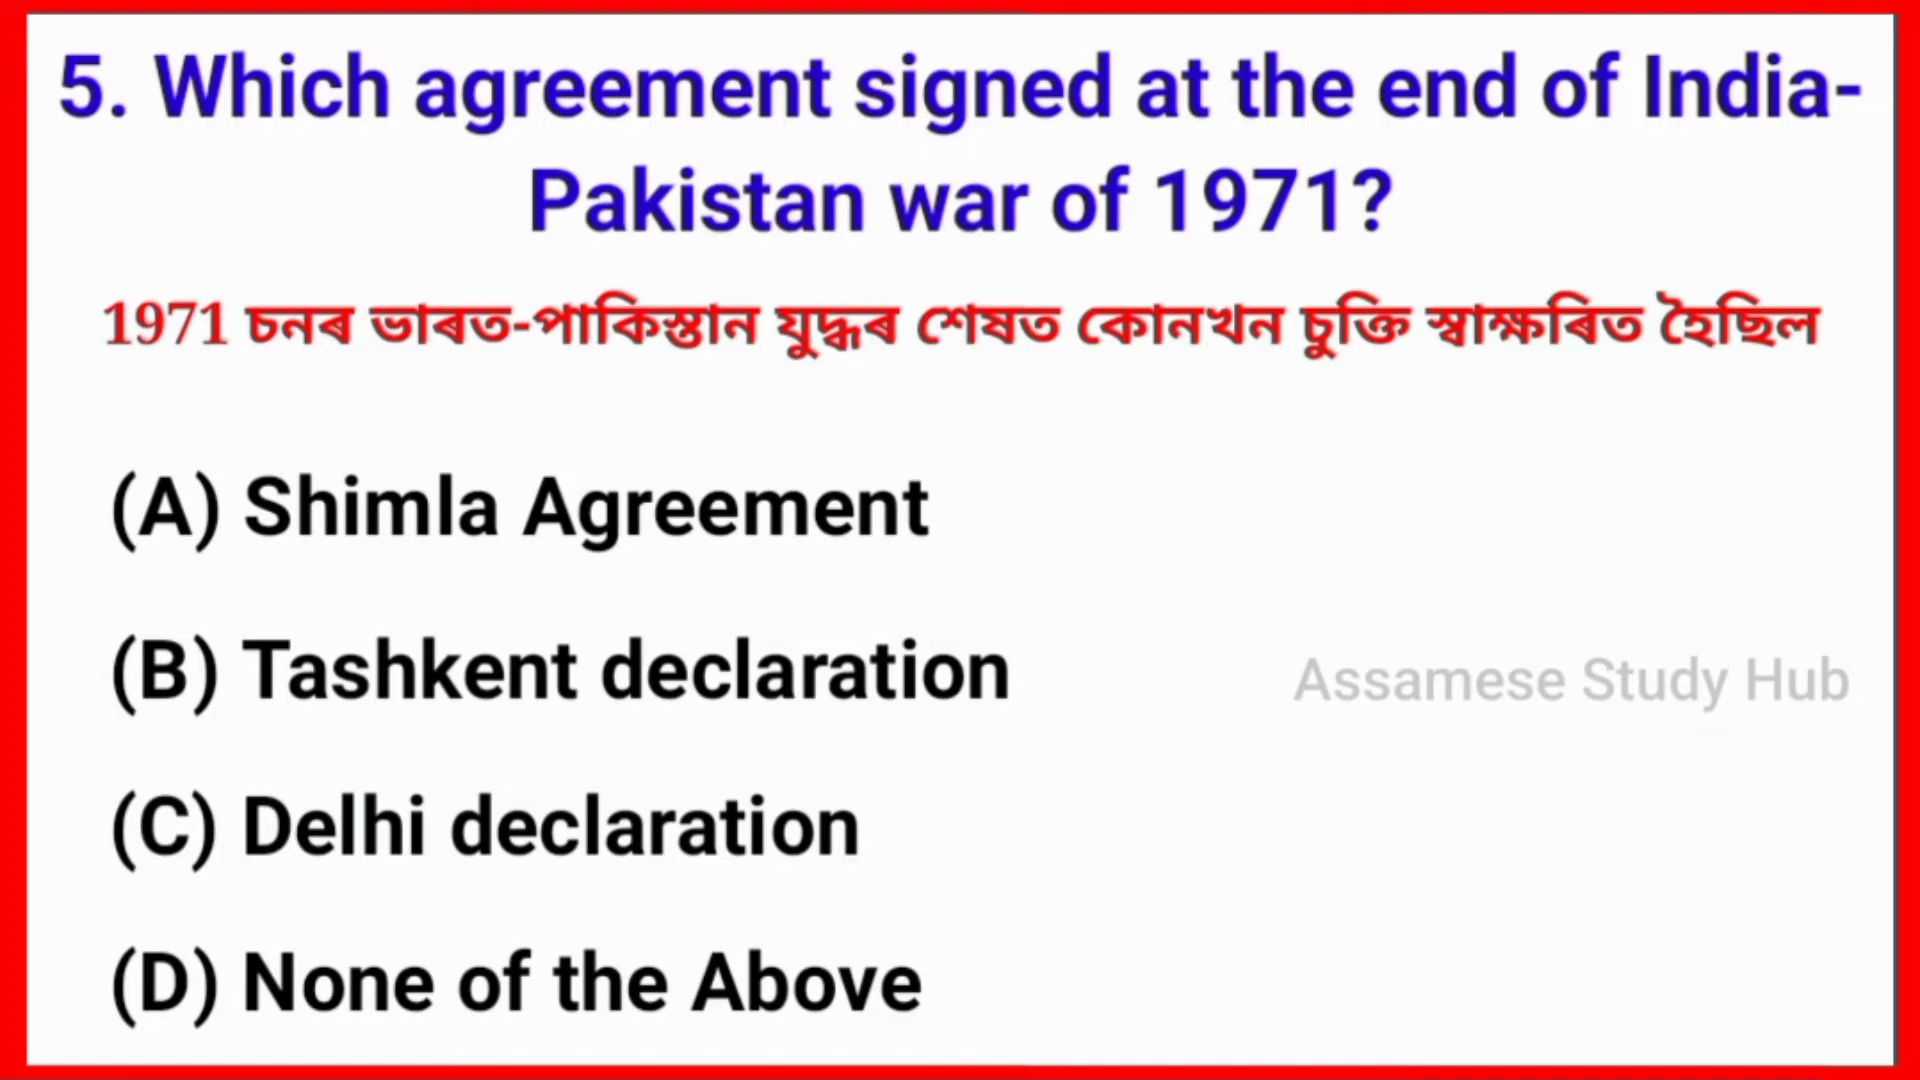 5. Which agreement signed at the end of India-
Pakistan war of 1971?
1971 চনৰ ভাৰত-পাকিস্তান যুদ্ধৰ শেষত কোনখন চুক্তি স্বাক্ষৰিত হৈছিল
(A) Shimla Agreement
(B) Tashkent declaration
Assamese Study Hub
(C) Delhi declaration
(D) None of the Above